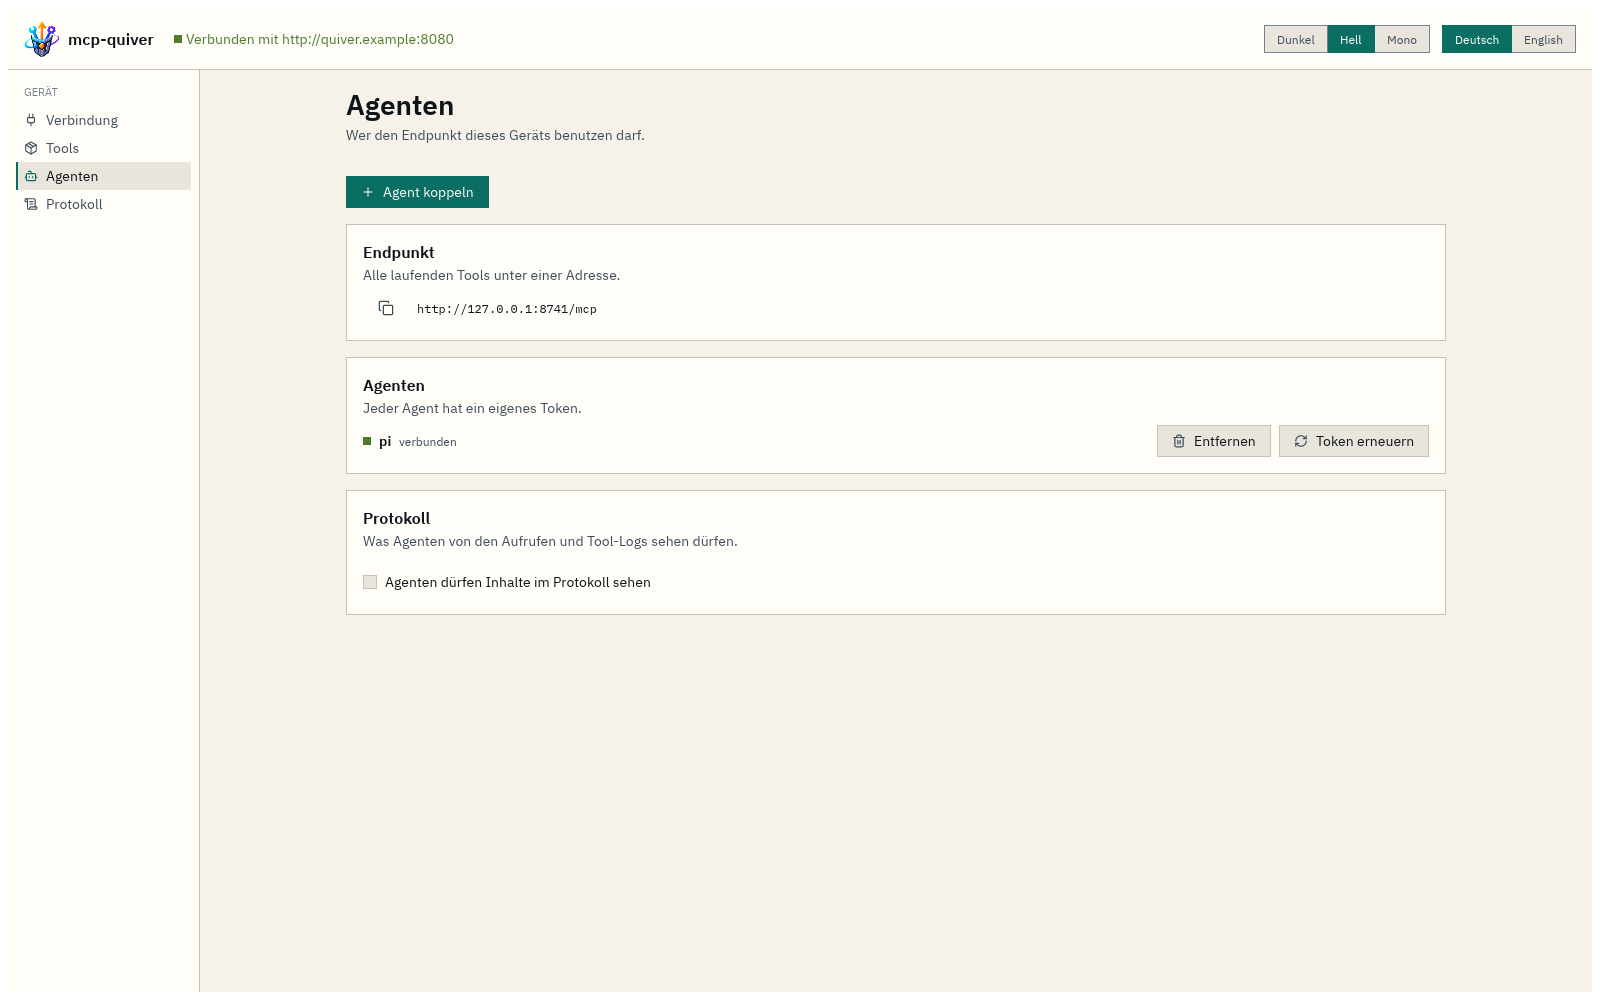 mcp-quiver
Verbunden mit http://quiver.example:8080
Dunkel
Hell
Mono
Deutsch
English
GERÄT
Verbindung
Tools
Agenten
Protokoll
Agenten
Wer den Endpunkt dieses Geräts benutzen darf.
Agent koppeln
Endpunkt
Alle laufenden Tools unter einer Adresse.
http://127.0.0.1:8741/mcp
Agenten
Jeder Agent hat ein eigenes Token.
pi verbunden
Entfernen
Token erneuern
Protokoll
Was Agenten von den Aufrufen und Tool-Logs sehen dürfen.
Agenten dürfen Inhalte im Protokoll sehen